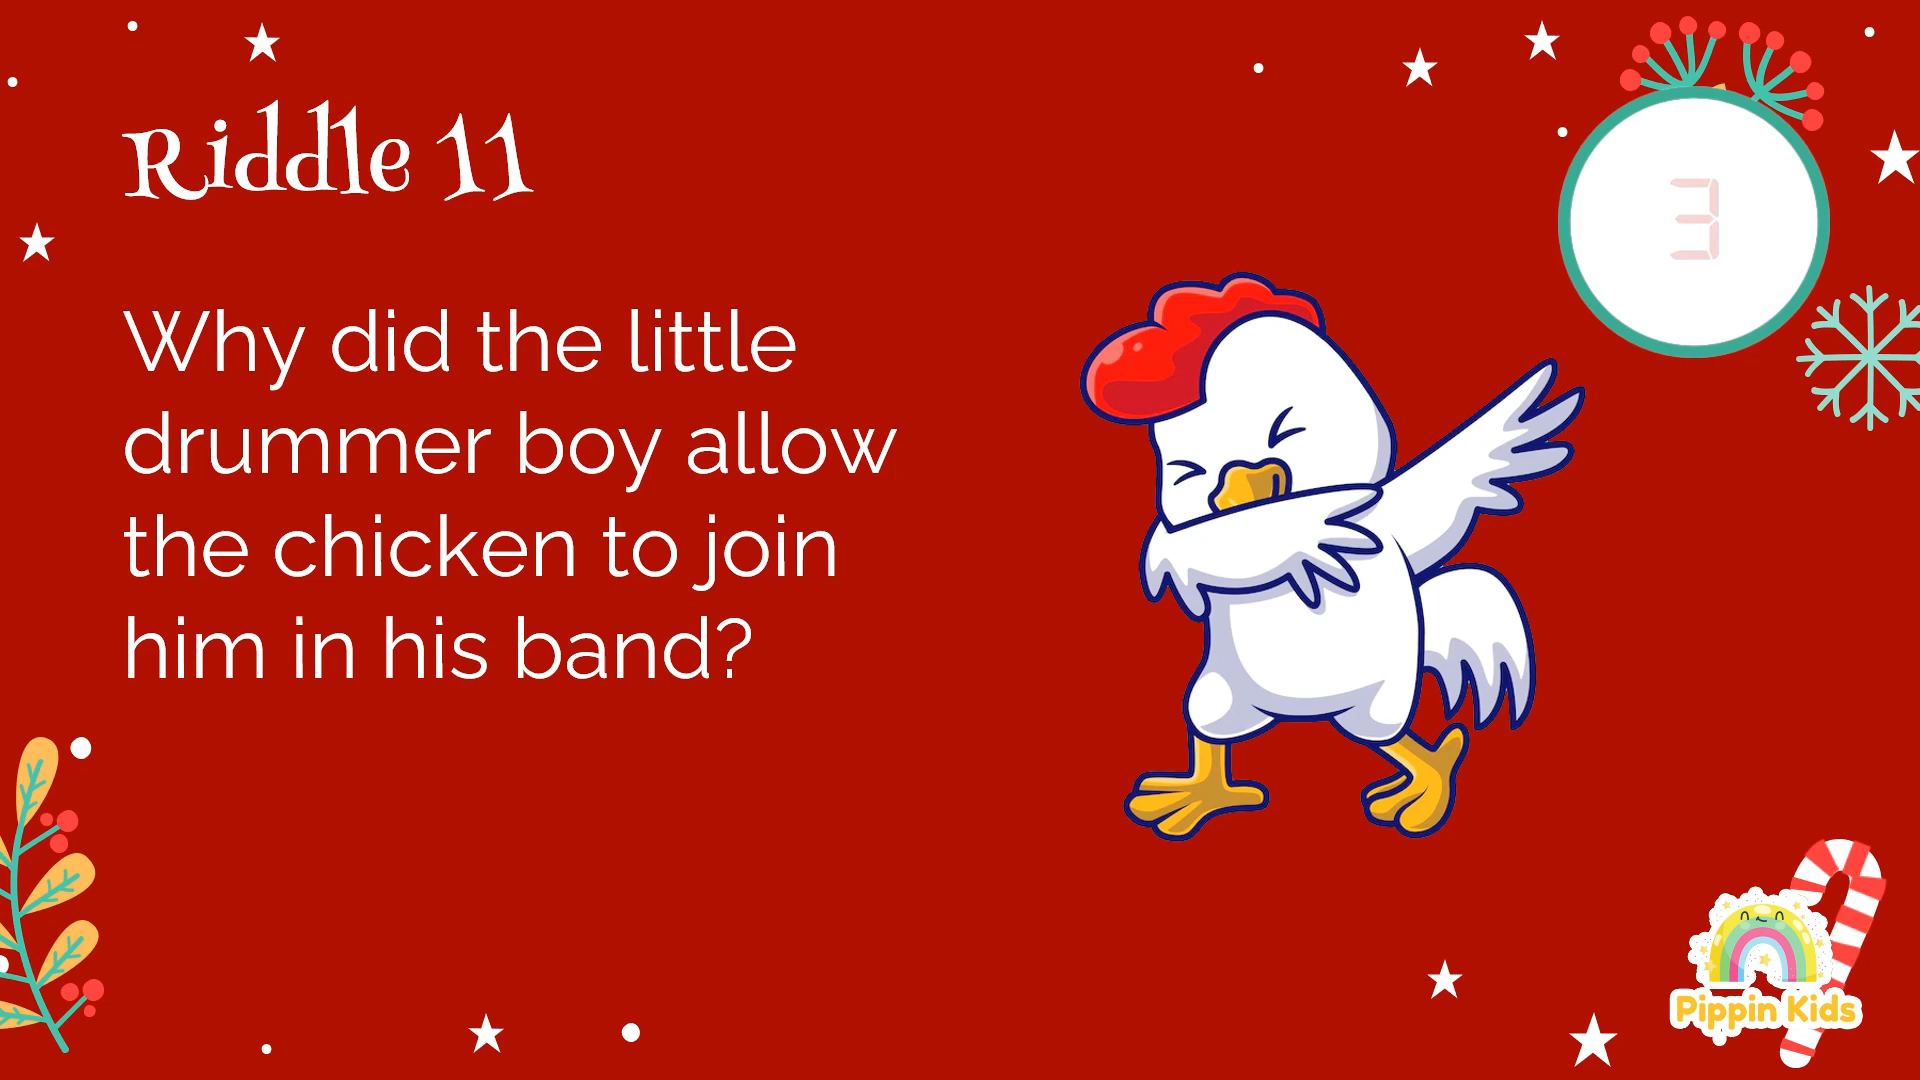 Riddle 11
3
Why did the little
drummer boy allow
the chicken to join
him in his band?
Pippin Kids